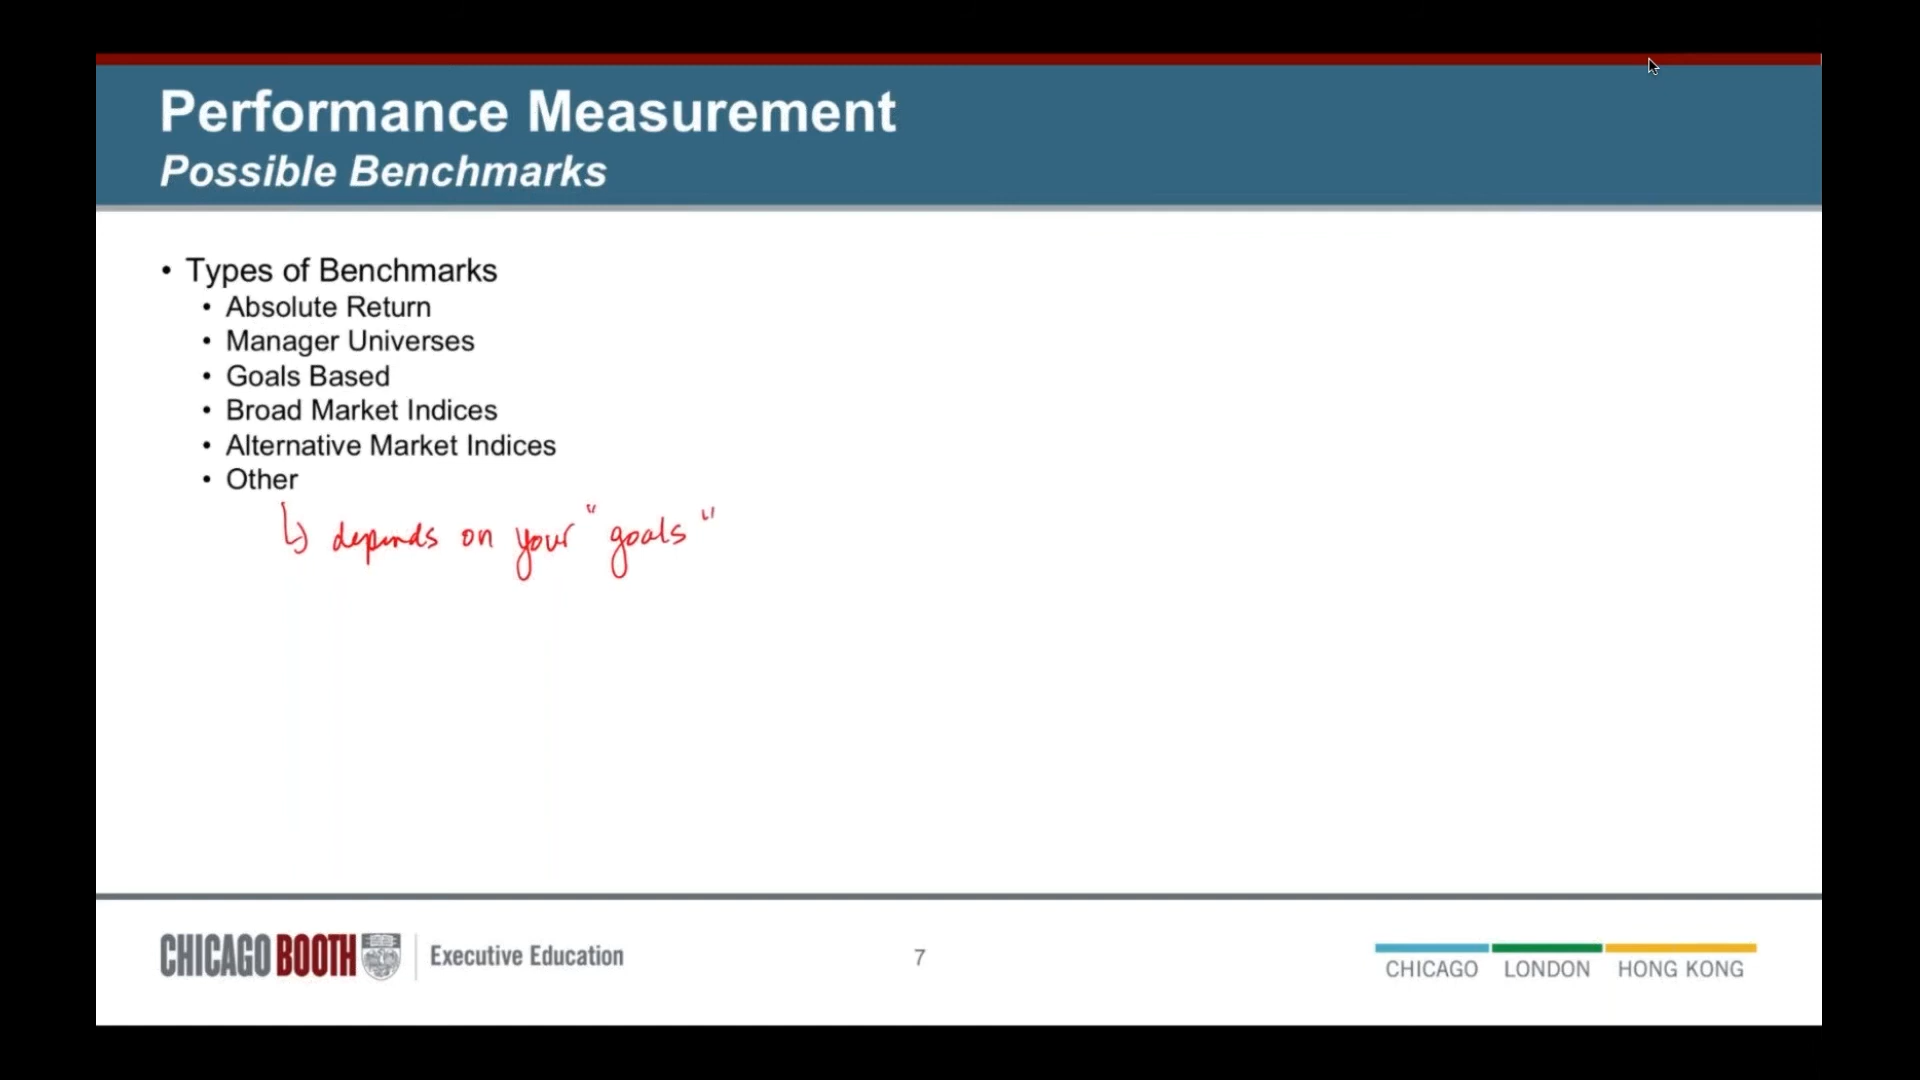 Performance Measurement
Possible Benchmarks
• Types of Benchmarks
• Absolute Return
• Manager Universes
• Goals Based
• Broad Market Indices
• Alternative Market Indices
• Other
↳ depends on your "goals"
CHICAGO BOOTH Executive Education
7
CHICAGO LONDON HONG KONG